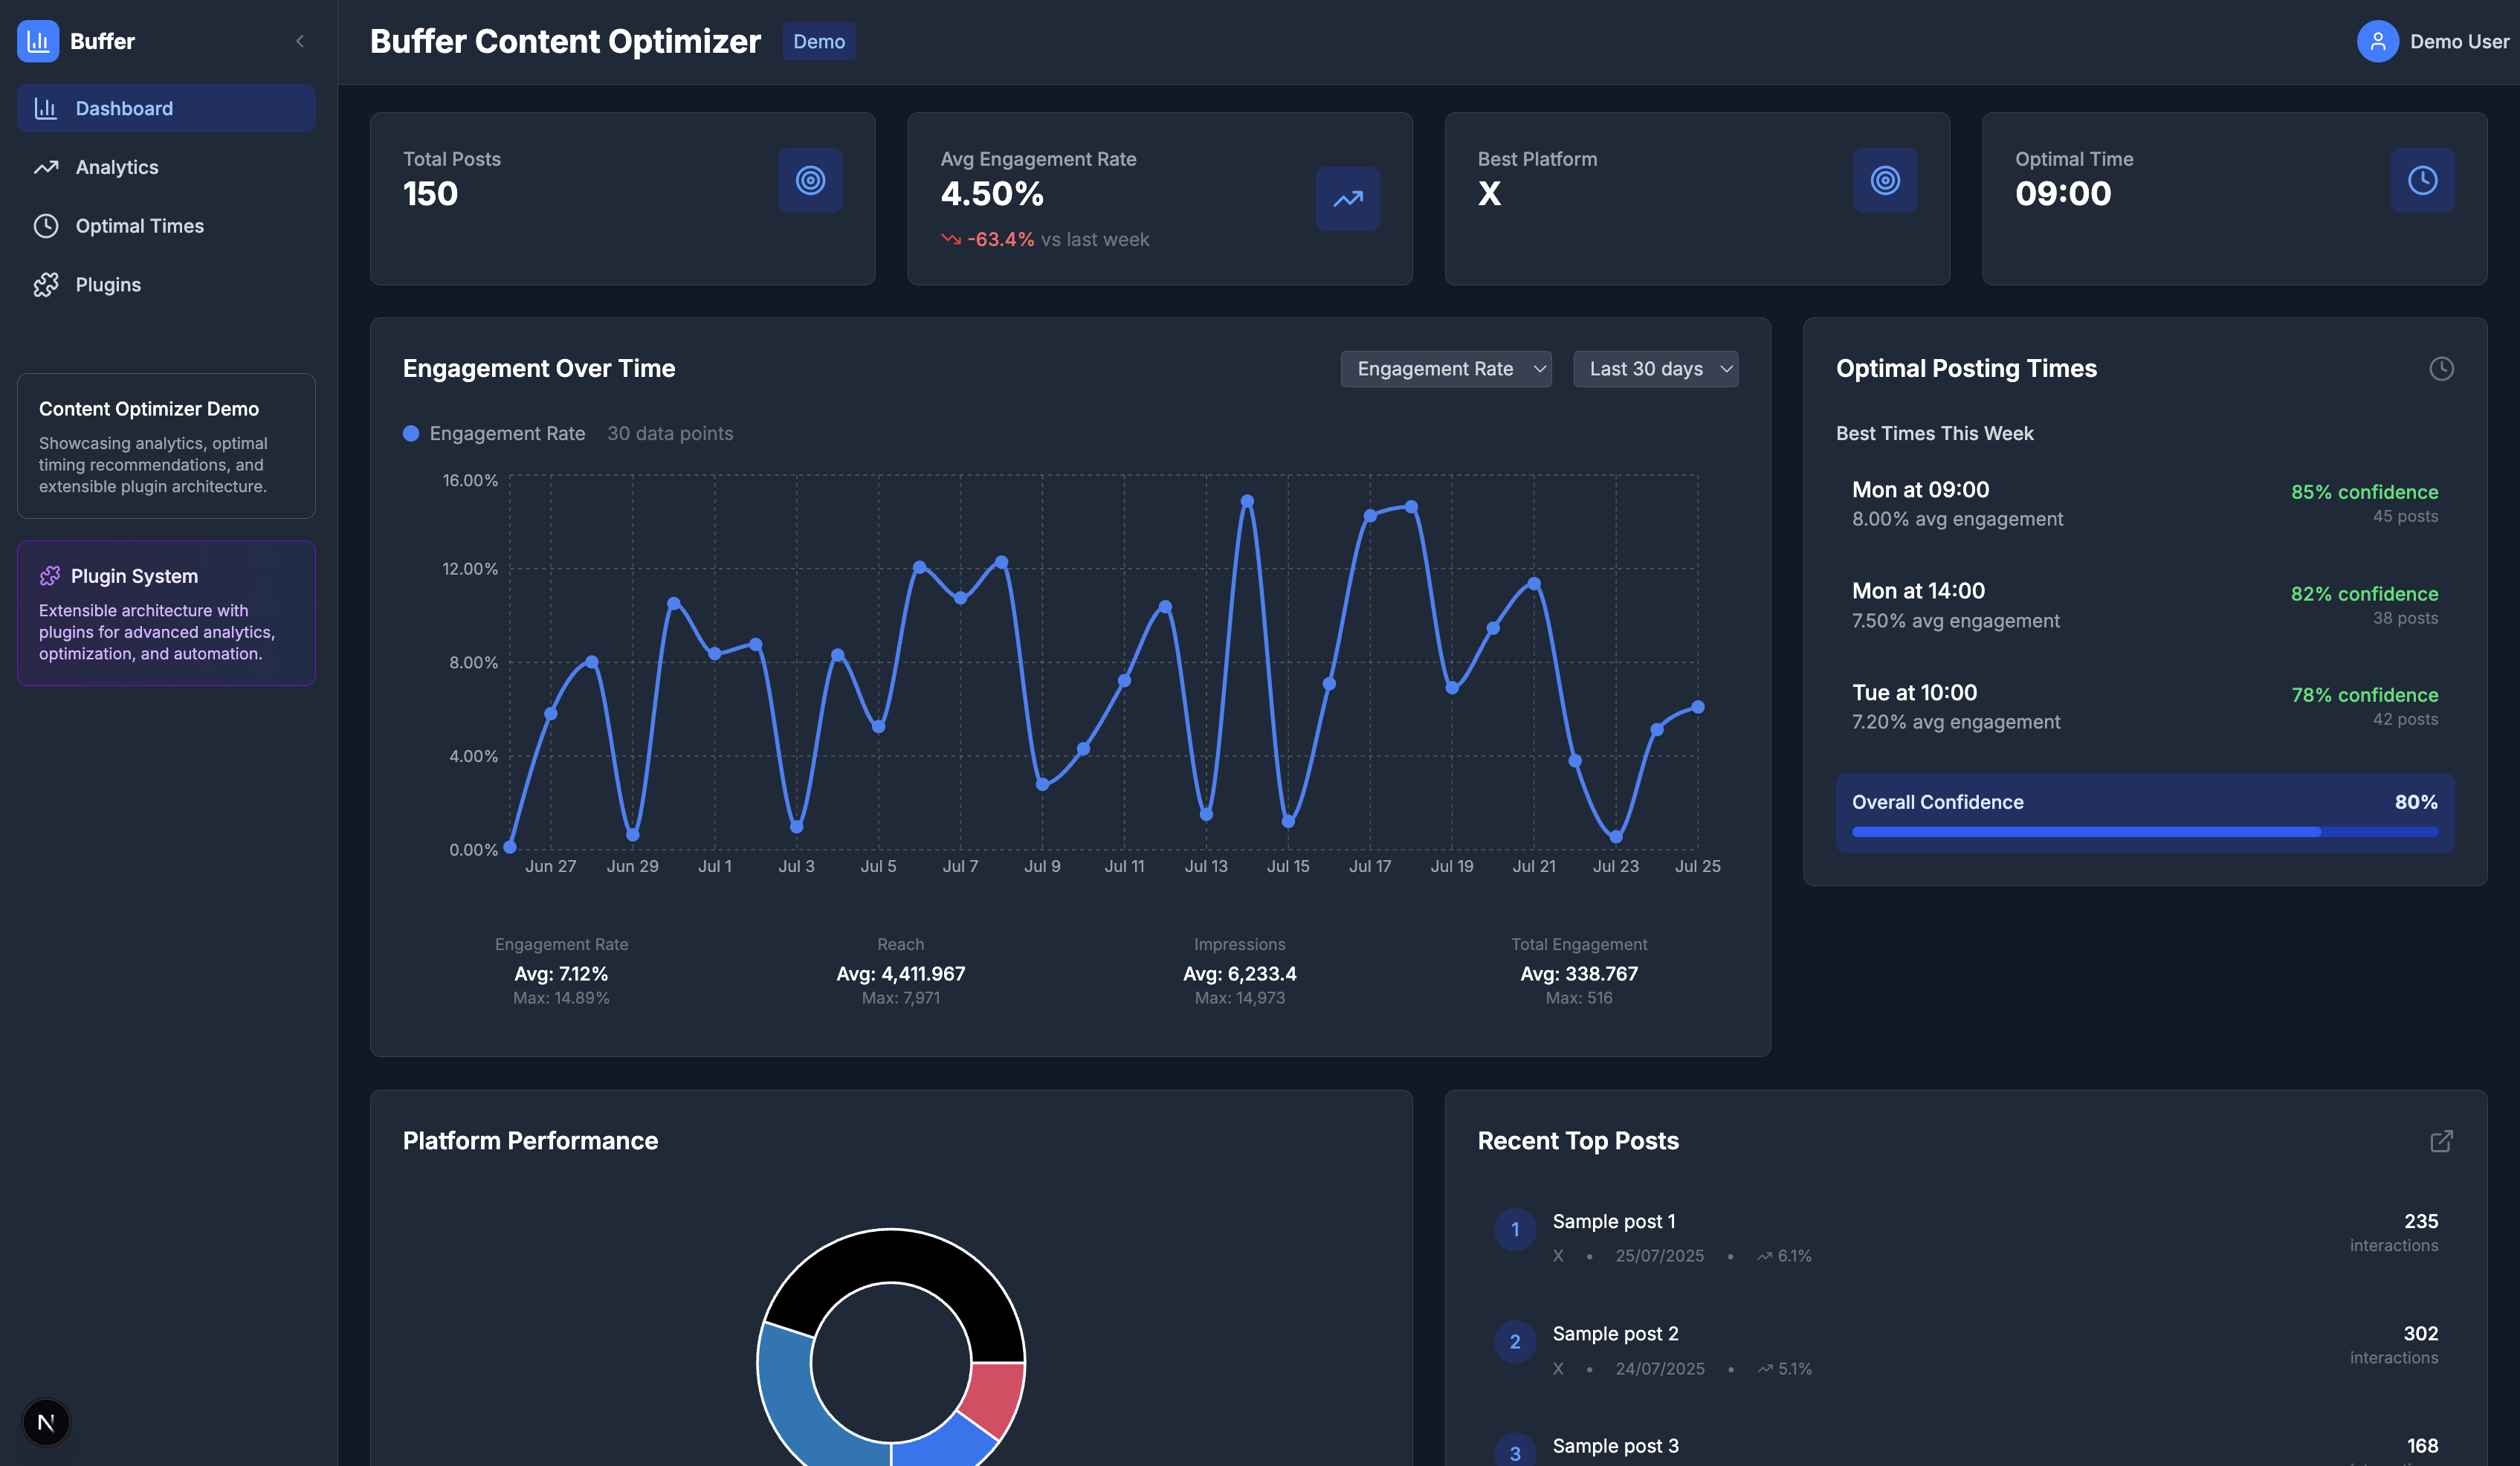 Buffer
Dashboard
Analytics
Optimal Times
Plugins
Content Optimizer Demo
Showcasing analytics, optimal
timing recommendations, and
extensible plugin architecture.
Plugin System
Extensible architecture with
plugins for advanced analytics,
optimization, and automation.
N
Buffer Content Optimizer
Demo
Demo User
Total Posts
150
Avg Engagement Rate
4.50%
-63.4% vs last week
Best Platform
X
Optimal Time
09:00
Engagement Over Time
Engagement Rate
Last 30 days
Engagement Rate 30 data points
16.00%
12.00%
8.00%
4.00%
0.00%
Jun 27 Jun 29 Jul 1 Jul 3 Jul 5 Jul 7 Jul 9 Jul 11 Jul 13 Jul 15 Jul 17 Jul 19 Jul 21 Jul 23 Jul 25
Engagement Rate
Avg: 7.12%
Max: 14.89%
Reach
Avg: 4,411.967
Max: 7,971
Impressions
Avg: 6,233.4
Max: 14,973
Total Engagement
Avg: 338.767
Max: 516
Optimal Posting Times
Best Times This Week
Mon at 09:00
8.00% avg engagement
85% confidence
45 posts
Mon at 14:00
7.50% avg engagement
82% confidence
38 posts
Tue at 10:00
7.20% avg engagement
78% confidence
42 posts
Overall Confidence 80%
Platform Performance
Recent Top Posts
1
Sample post 1
X • 25/07/2025 • 6.1%
235
interactions
2
Sample post 2
X • 24/07/2025 • 5.1%
302
interactions
3
Sample post 3
168